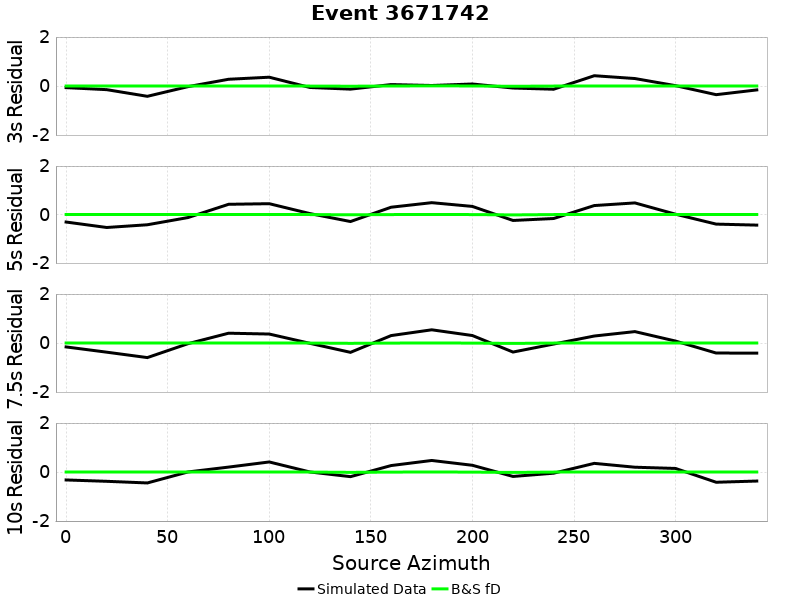 Event 3671742
3s Residual
2
0
-2
5s Residual
2
0
-2
7.5s Residual
2
0
-2
10s Residual
2
0
-2
0 50 100 150 200 250 300
Source Azimuth
Simulated Data B&S fD